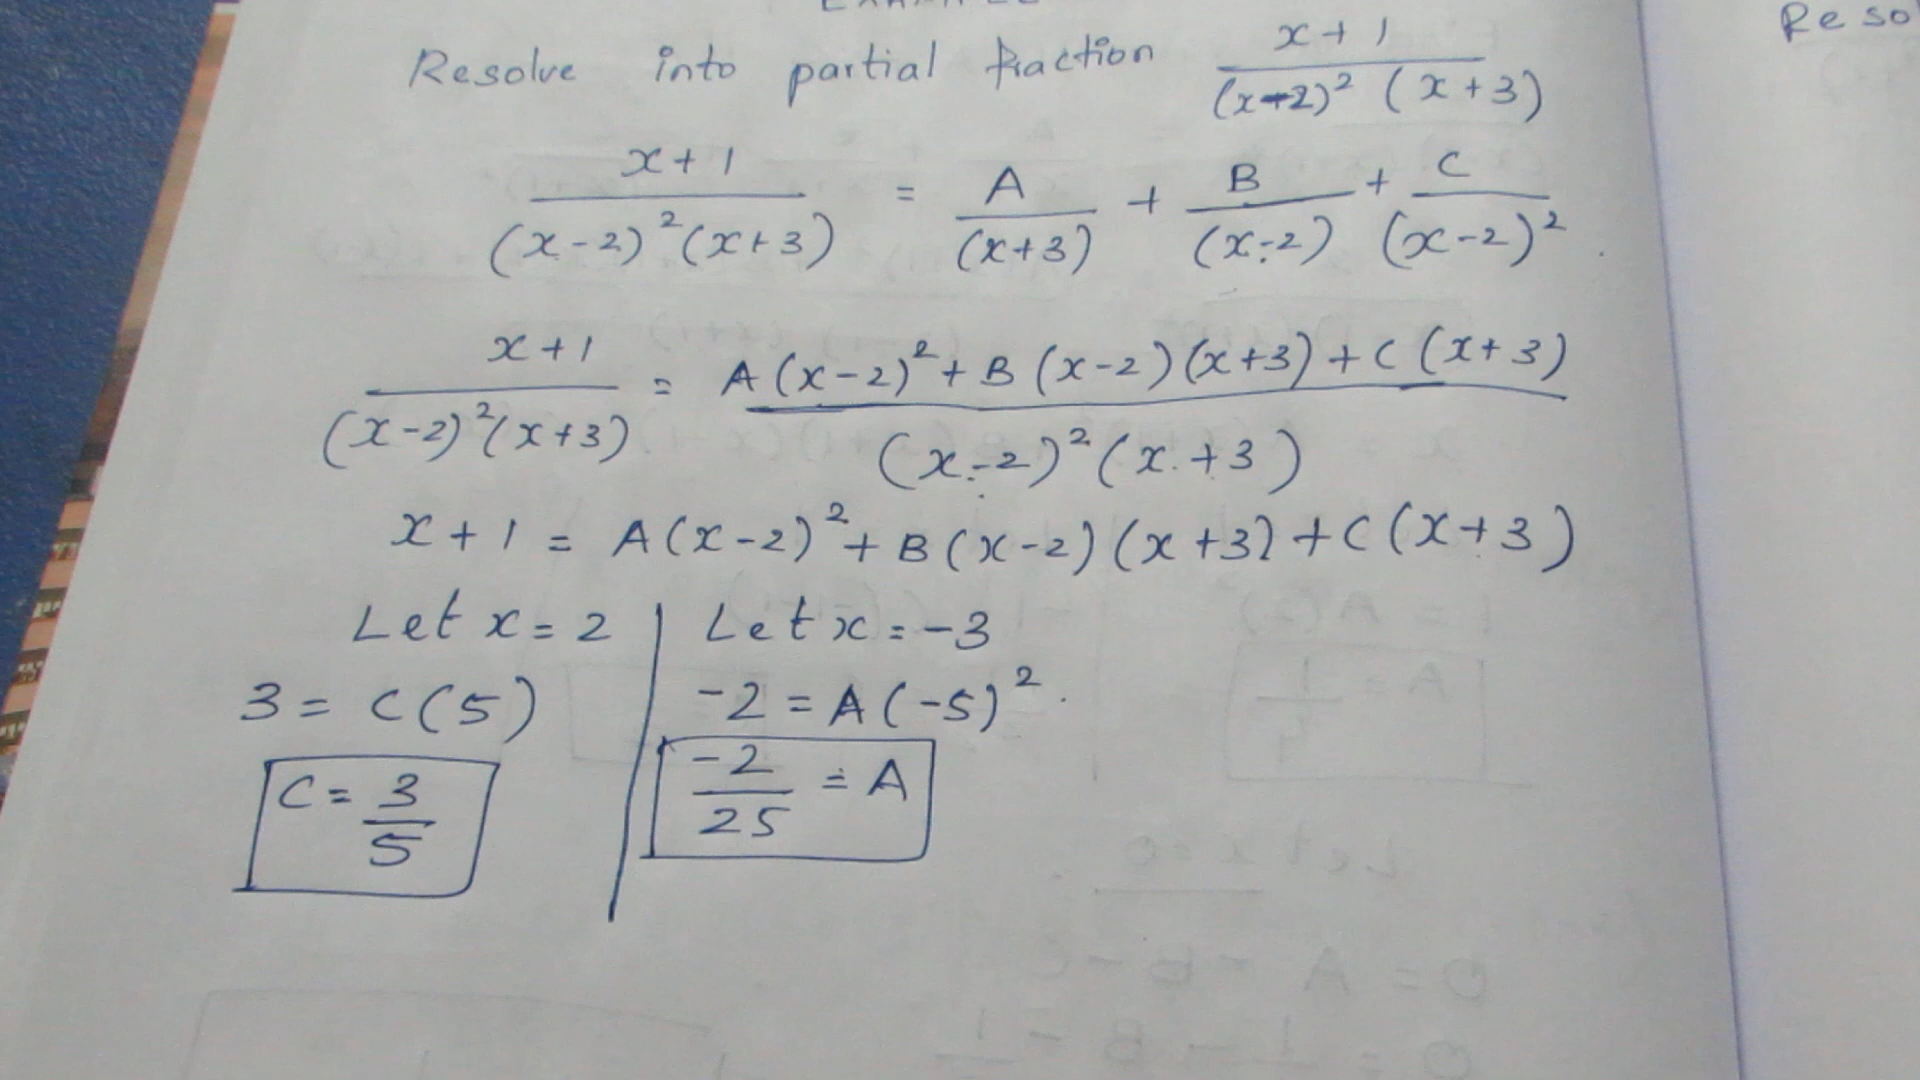 Resolve into partial fraction x+1 / (x-2)² (x+3)
x+1 / (x-2)²(x+3) = A / (x+3) + B / (x-2) + C / (x-2)²
x+1 / (x-2)²(x+3) = A(x-2)² + B(x-2)(x+3) + C(x+3) / (x-2)²(x+3)
x+1 = A(x-2)² + B(x-2)(x+3) + C(x+3)
Let x = 2
3 = C(5)
C = 3/5
Let x = -3
-2 = A(-5)².
-2/25 = A